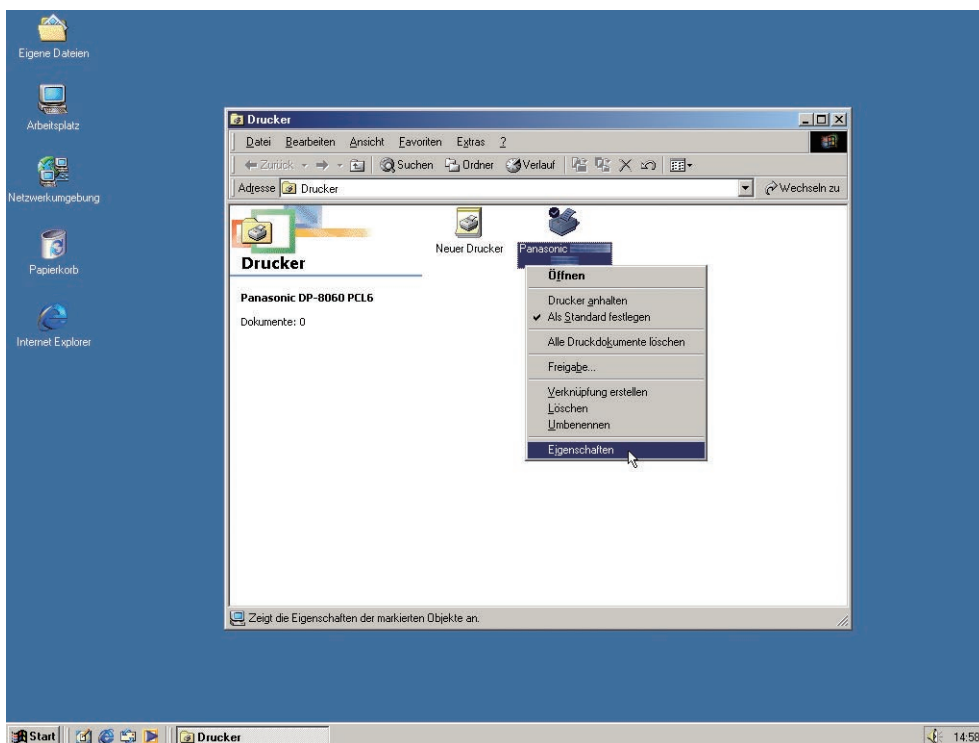 Eigene Dateien
Arbeitsplatz
Netzwerkumgebung
Papierkorb
Internet Explorer
Drucker
Datei Bearbeiten Ansicht Favoriten Extras ?
Zurück Suchen Ordner Verlauf
Adresse Drucker Wechseln zu
Drucker
Panasonic DP-8060 PCL6
Dokumente: 0
Neuer Drucker Panasonic
Öffnen
Drucker anhalten
Als Standard festlegen
Alle Druckdokumente löschen
Freigabe...
Verknüpfung erstellen
Löschen
Umbenennen
Eigenschaften
Zeigt die Eigenschaften der markierten Objekte an.
Start Drucker